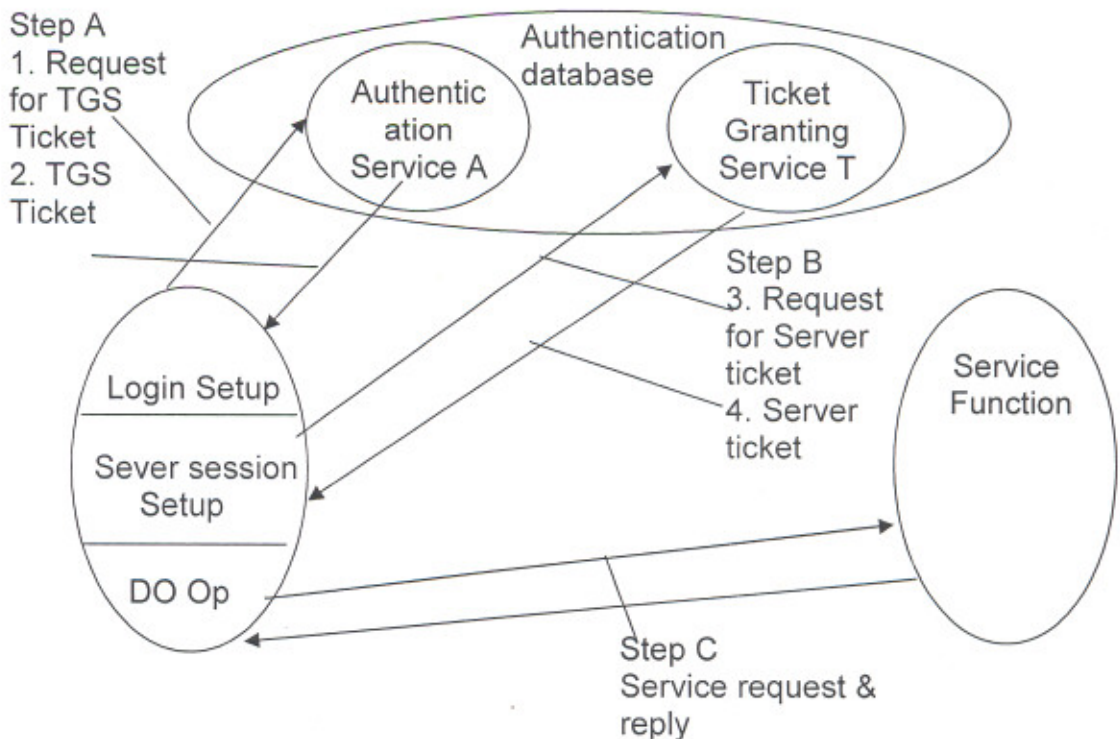 Step A
1. Request
for TGS
Ticket
2. TGS
Ticket
Authentication
database
Authentic
ation
Service A
Ticket
Granting
Service T
Step B
3. Request
for Server
ticket
4. Server
ticket
Login Setup
Sever session
Setup
DO Op
Service
Function
Step C
Service request &
reply